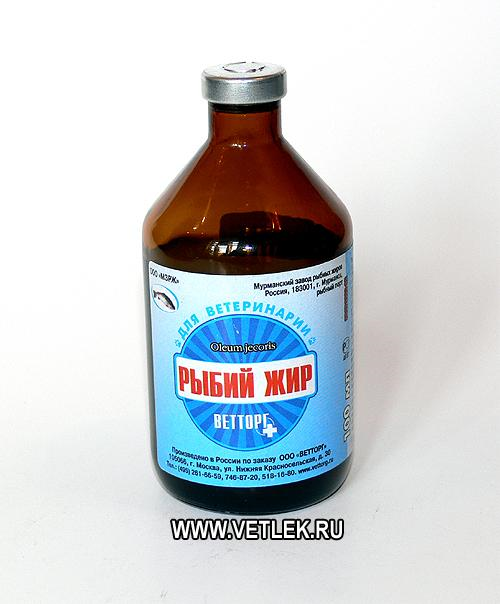 ООО «МЗРЖ»
Мурманский завод рыбных жиров
Россия, 183001, г. Мурманск,
рыбный порт
ДЛЯ ВЕТЕРИНАРИИ
Oleum jecoris
РЫБИЙ ЖИР
ВЕТТОРГ
100 мл
Произведено в России по заказу ООО «ВЕТТОРГ»
105066, г. Москва, ул. Нижняя Красносельская, д. 30
Тел.: (495) 261-66-59, 746-87-20, 518-16-80. www.vettorg.ru
WWW.VETLEK.RU